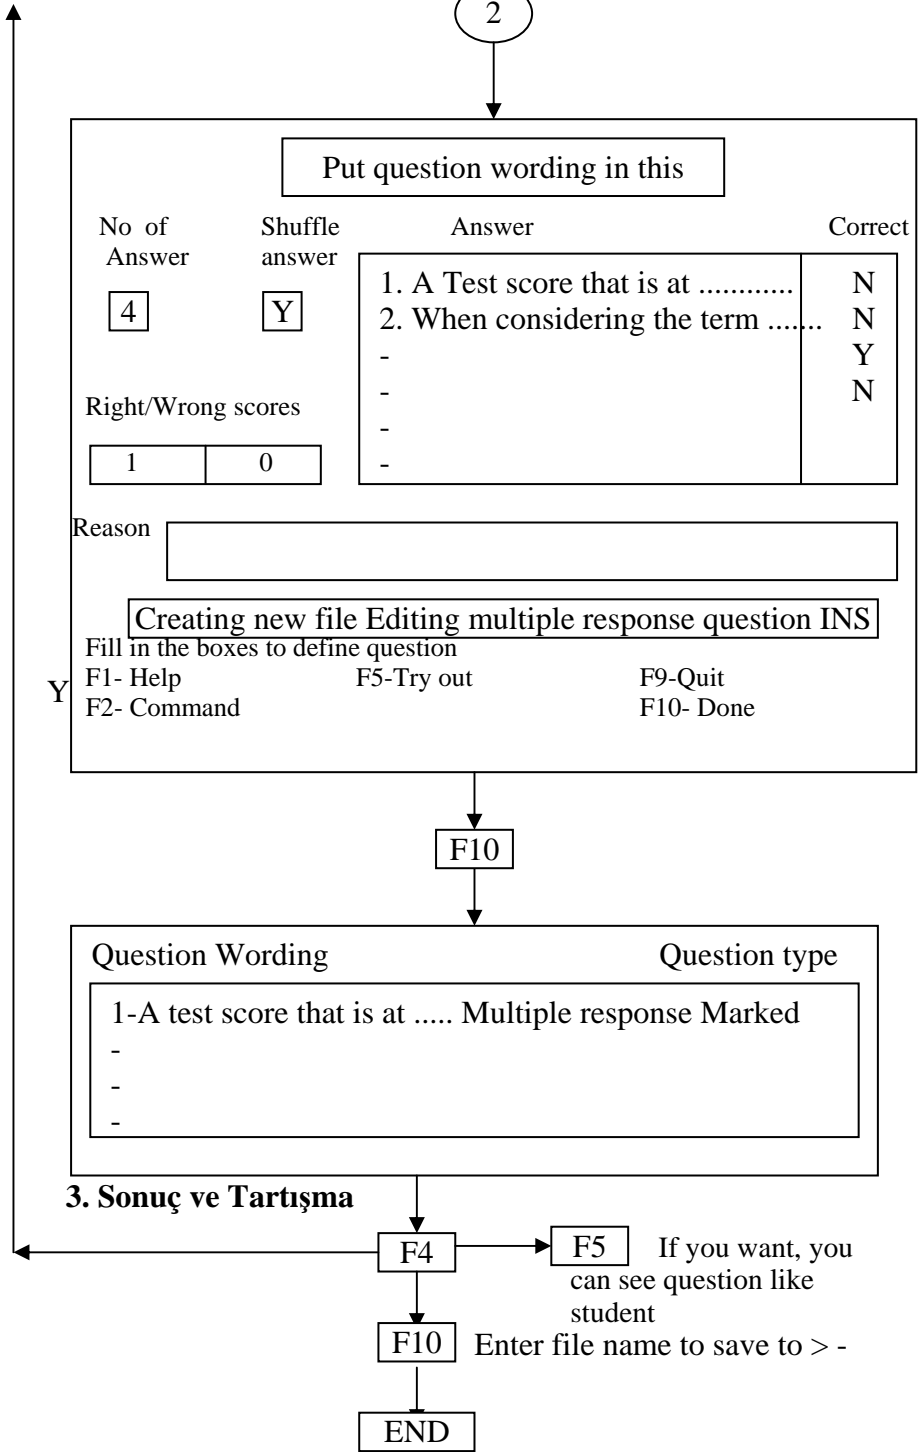 2
Put question wording in this
No of Shuffle Answer Correct
Answer answer
1. A Test score that is at ............ N
4 Y
2. When considering the term ....... N
- Y
- N
Right/Wrong scores
-
1 0
-
Reason
Creating new file Editing multiple response question INS
Fill in the boxes to define question
F1- Help F5-Try out F9-Quit
Y
F2- Command F10- Done
F10
Question Wording Question type
1-A test score that is at ..... Multiple response Marked
-
-
-
3. Sonuç ve Tartışma
F4 F5 If you want, you
can see question like
student
F10 Enter file name to save to > -
END